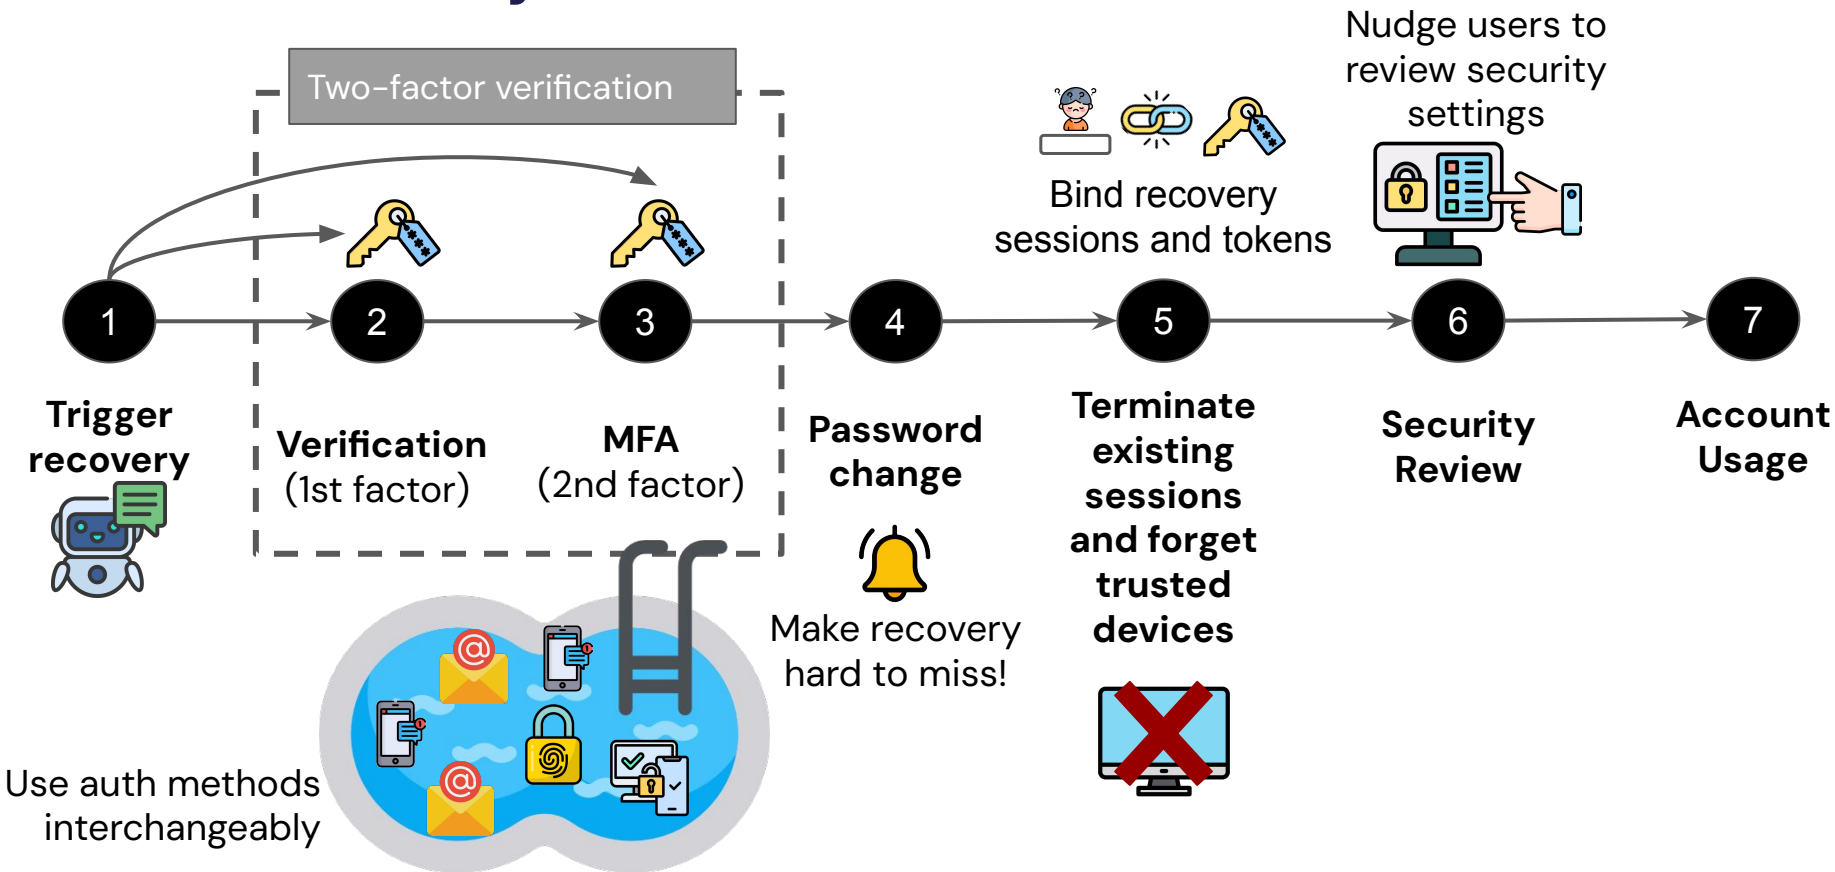 Two-factor verification
Nudge users to
review security
settings
Bind recovery
sessions and tokens
1
2
3
4
5
6
7
Trigger
recovery
Verification
(1st factor)
MFA
(2nd factor)
Password
change
Terminate
existing
sessions
and forget
trusted
devices
Security
Review
Account
Usage
Make recovery
hard to miss!
Use auth methods
interchangeably